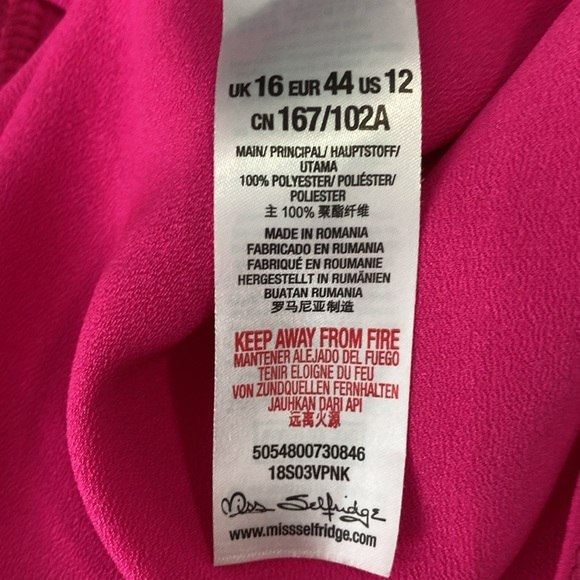 UK 16 EUR 44 US 12
CN 167/102A
MAIN/ PRINCIPAL/ HAUPTSTOFF/
UTAMA
100% POLYESTER/ POLIÉSTER/
POLIESTER
主 100% 聚酯纤维
MADE IN ROMANIA
FABRICADO EN RUMANIA
FABRIQUÉ EN ROUMANIE
HERGESTELLT IN RUMÄNIEN
BUATAN RUMANIA
罗马尼亚制造
KEEP AWAY FROM FIRE
MANTENER ALEJADO DEL FUEGO
TENIR ELOIGNE DU FEU
VON ZUNDQUELLEN FERNHALTEN
JAUHKAN DARI API
远离火源
5054800730846
18S03VPNK
Miss Selfridge
www.missselfridge.com